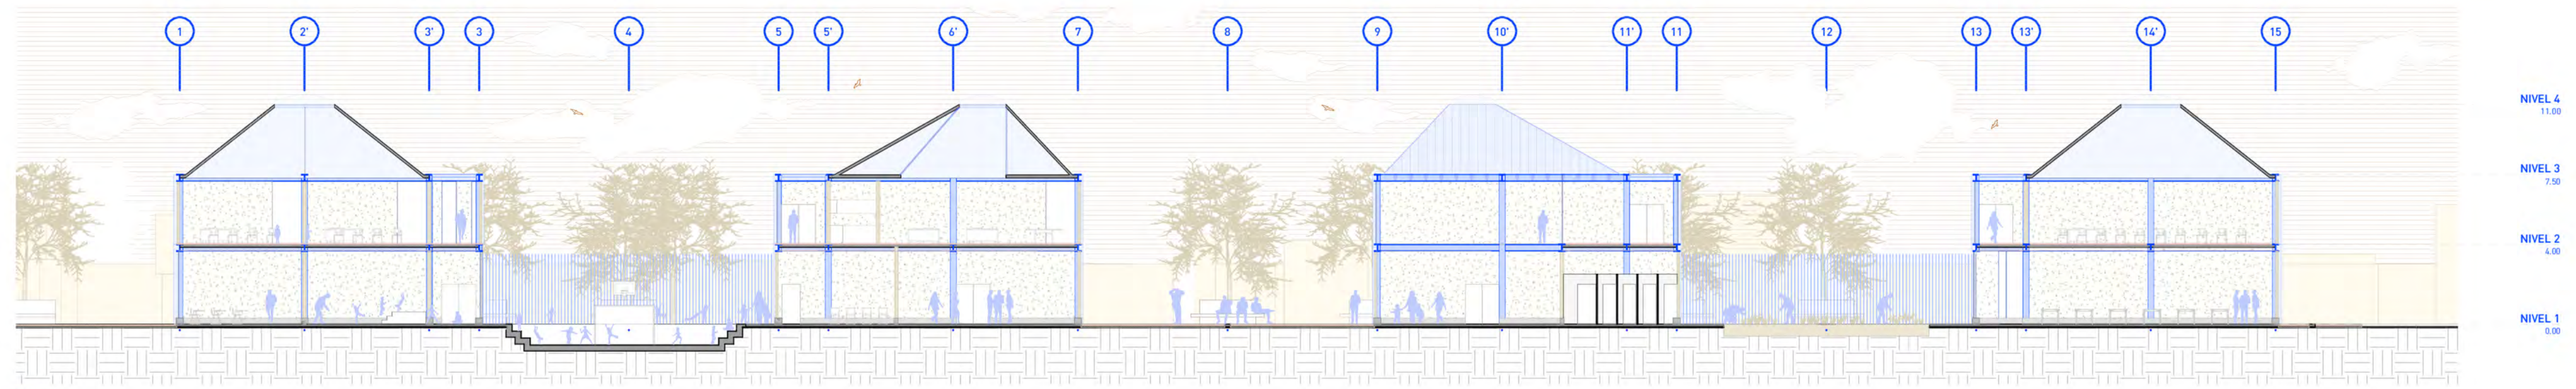 1 2' 3' 3 4 5 5' 6' 7 8 9 10' 11' 11 12 13 13' 14' 15
NIVEL 4
11.00
NIVEL 3
7.50
NIVEL 2
4.00
NIVEL 1
0.00